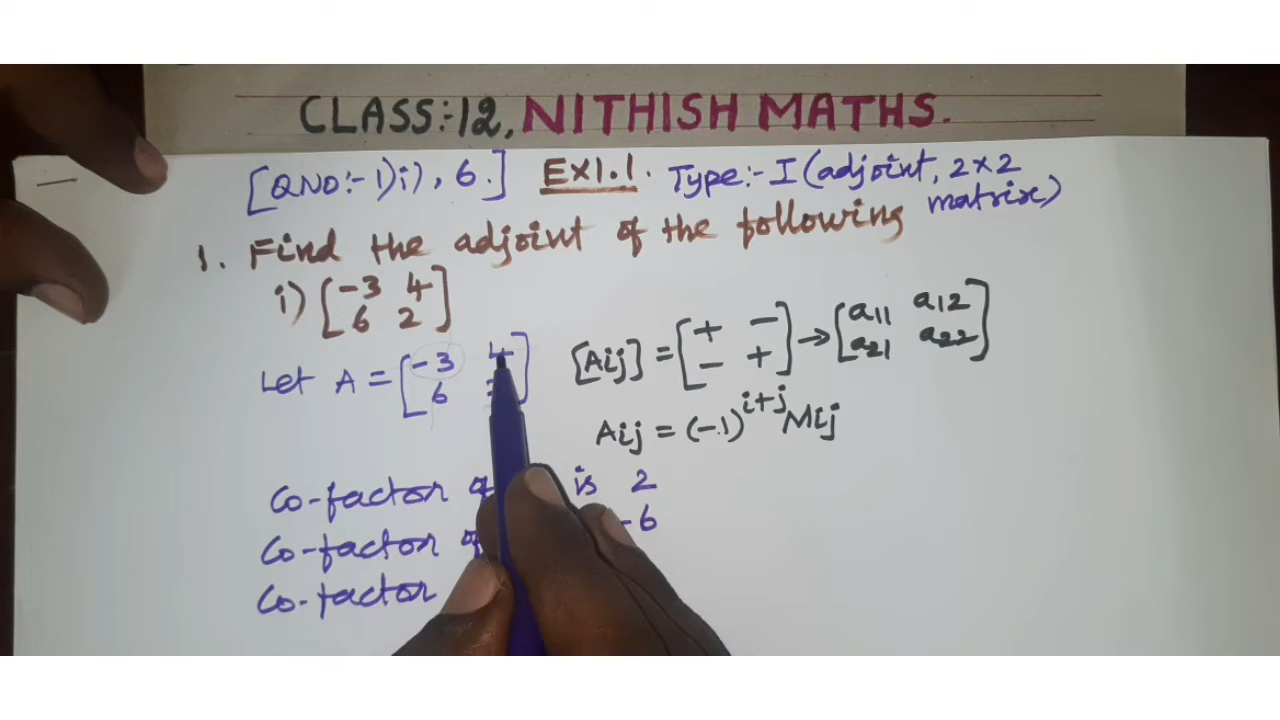 CLASS:-12, NITHISH MATHS.
[QNO:-1)i), 6.] EX1.1. Type:-I (adjoint, 2×2 matrix)
1. Find the adjoint of the following
i) [-3 4
6 2]
Let A = [-3 4
6
[Aij] = [+ -
- +] → [a11 a12
a21 a22]
Aij = (-1)^i+j Mij
Co-factor is 2
Co-factor -6
Co-factor